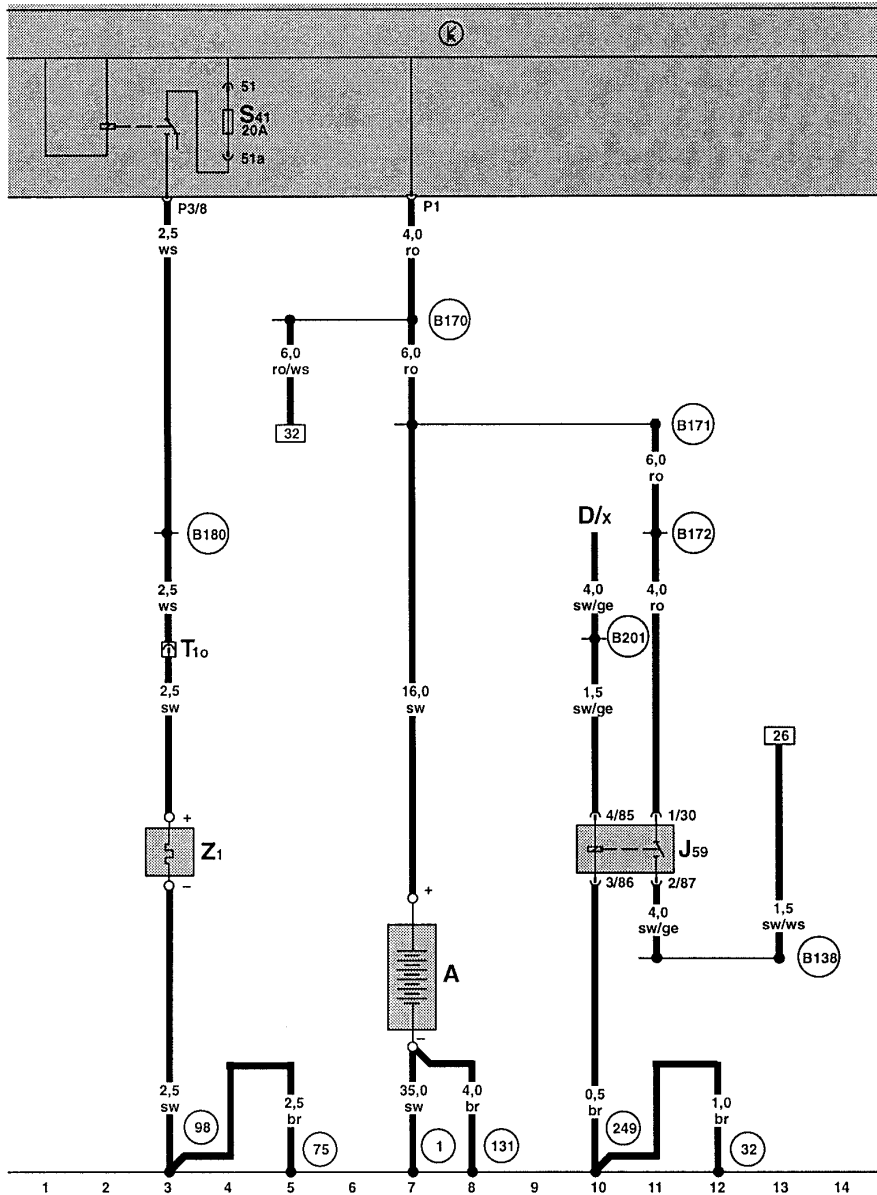 K
51
S41
20A
51a
P3/8
P1
2,5
ws
4,0
ro
B170
6,0
ro/ws
6,0
ro
32
B171
6,0
ro
D/x
B180
B172
2,5
ws
4,0
sw/ge
4,0
ro
B201
T1o
2,5
sw
16,0
sw
1,5
sw/ge
26
+
4/85
1/30
Z1
J59
−
3/86
2/87
+
4,0
sw/ge
1,5
sw/ws
B138
A
−
2,5
sw
98
2,5
br
75
35,0
sw
1
4,0
br
131
0,5
br
249
1,0
br
32
1 2 3 4 5 6 7 8 9 10 11 12 13 14